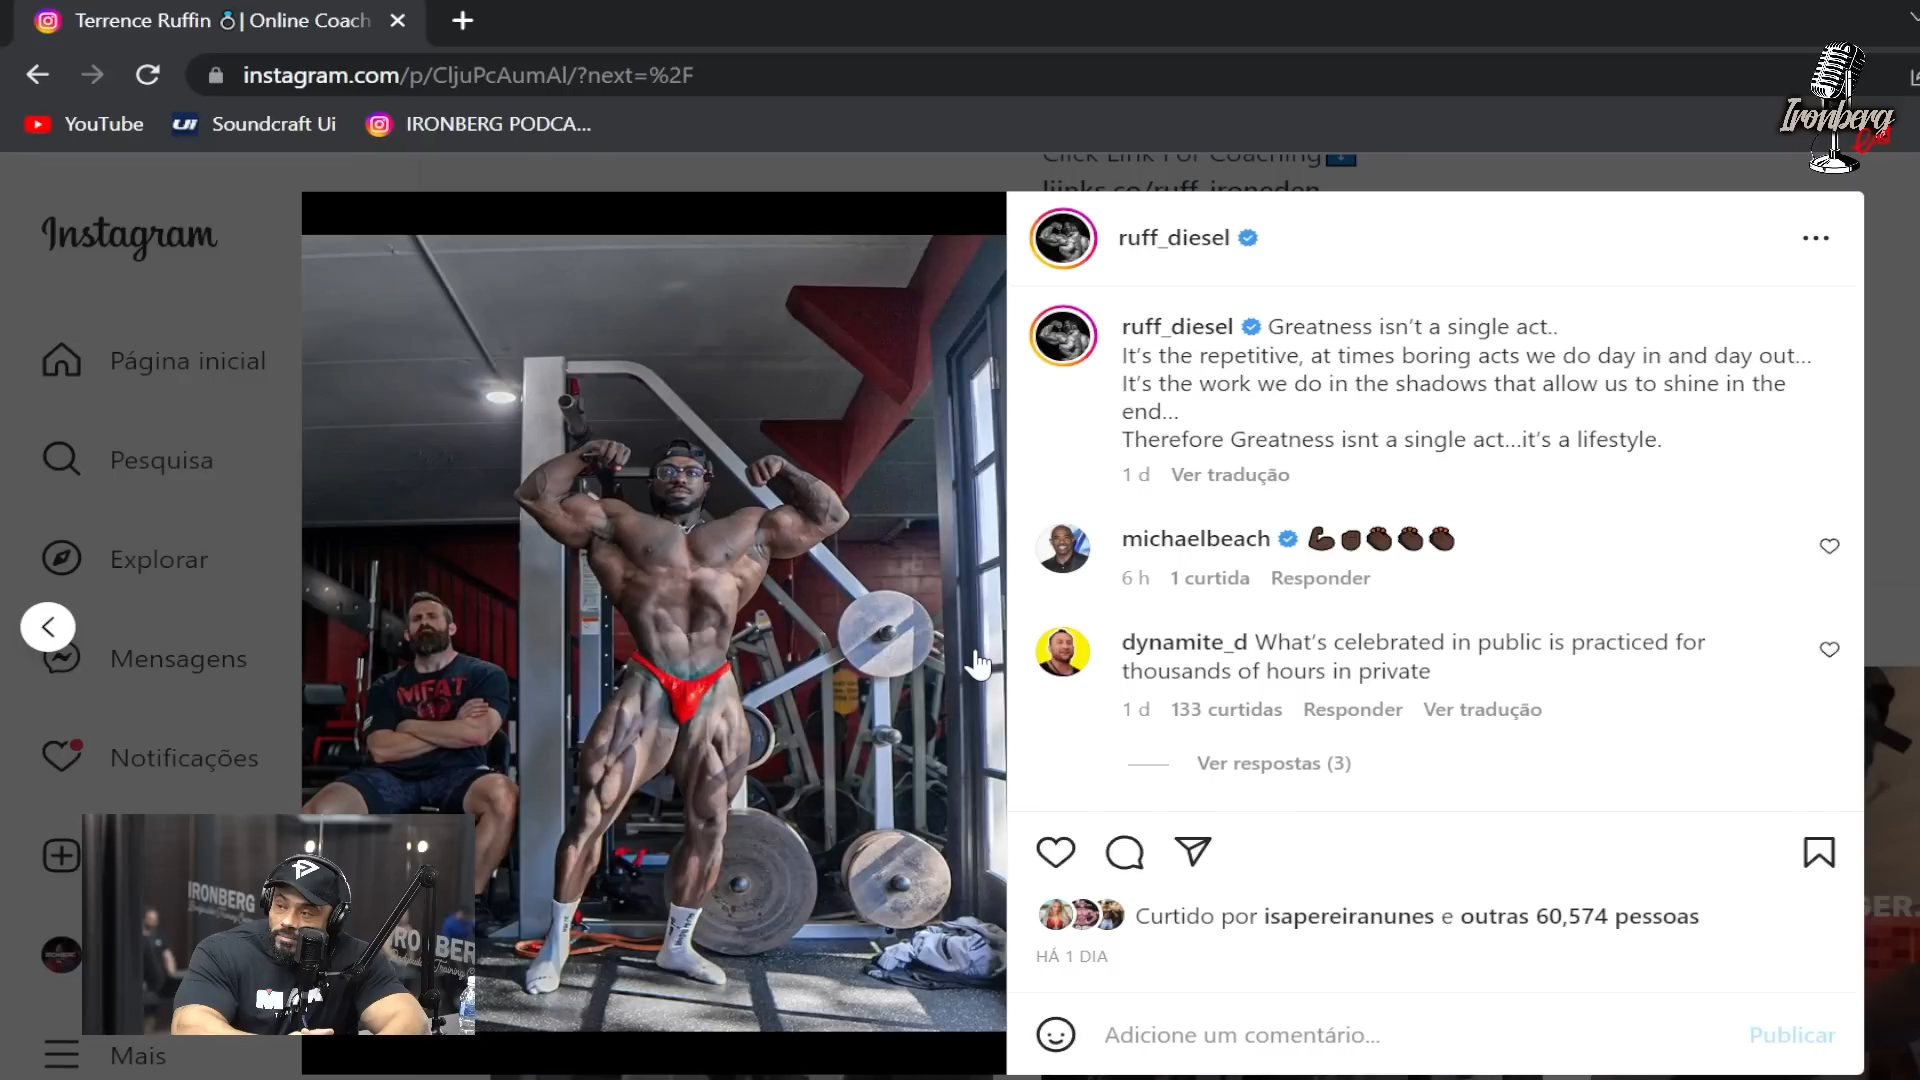 Terrence Ruffin 💍| Online Coach
instagram.com/p/CljuPcAumAl/?next=%2F
YouTube
Ui
Soundcraft Ui
IRONBERG PODCA...
Ironberg
Click Link For Coaching
liinks.co/ruff_ironeden
Instagram
Página inicial
Pesquisa
Explorar
Mensagens
Notificações
Mais
MFAT
IRONBERG
ruff_diesel
ruff_diesel Greatness isn't a single act..
It's the repetitive, at times boring acts we do day in and day out...
It's the work we do in the shadows that allow us to shine in the
end...
Therefore Greatness isnt a single act...it's a lifestyle.
1 d Ver tradução
michaelbeach
6 h 1 curtida Responder
dynamite_d What's celebrated in public is practiced for
thousands of hours in private
1 d 133 curtidas Responder Ver tradução
Ver respostas (3)
Curtido por isapereiranunes e outras 60,574 pessoas
HÁ 1 DIA
Adicione um comentário...
Publicar